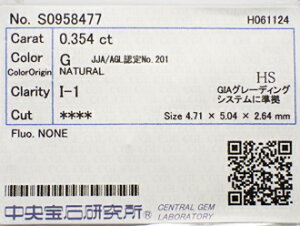 No. S0958477 H061124
Carat 0.354 ct
Color G JJA/AGL認定No.201
ColorOrigin NATURAL
HS
Clarity I-1 GIAグレーディング
システムに準拠
Cut **** Size 4.71 × 5.04 × 2.64 mm
Fluo. NONE
中央宝石研究所® CENTRAL GEM
LABORATORY